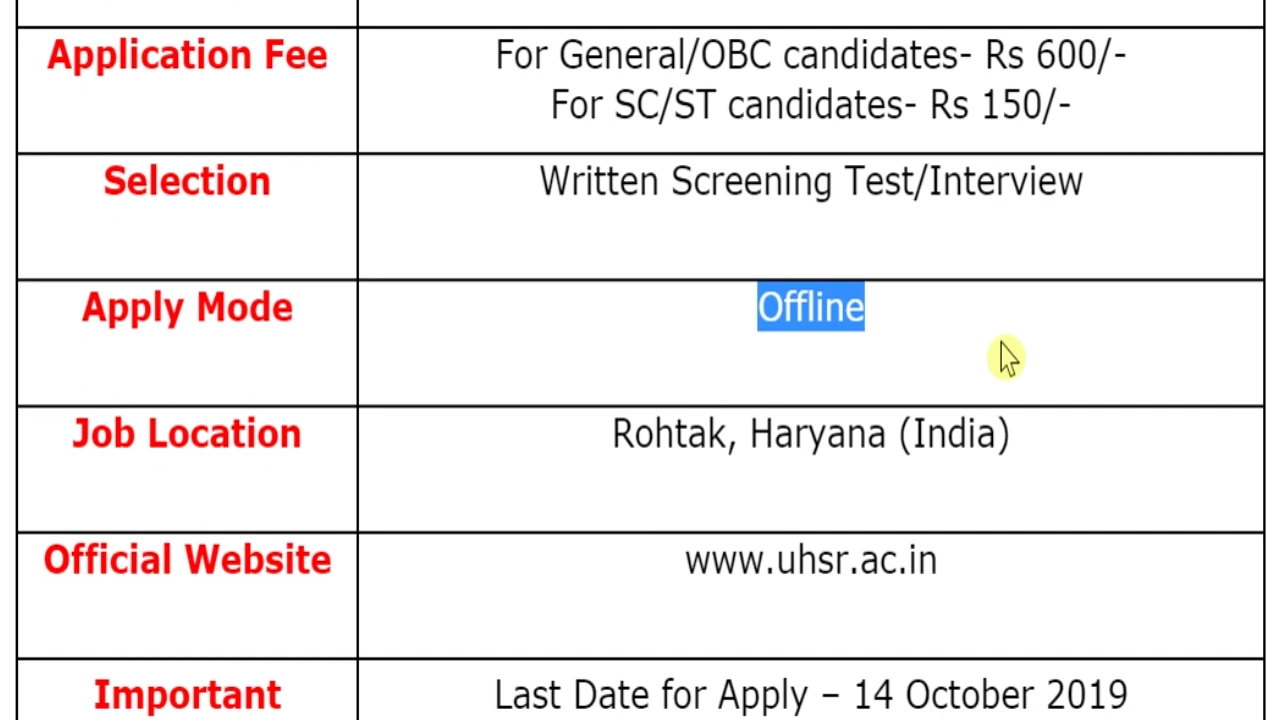 Application Fee
For General/OBC candidates- Rs 600/-
For SC/ST candidates- Rs 150/-
Selection
Written Screening Test/Interview
Apply Mode
Offline
Job Location
Rohtak, Haryana (India)
Official Website
www.uhsr.ac.in
Important
Last Date for Apply – 14 October 2019